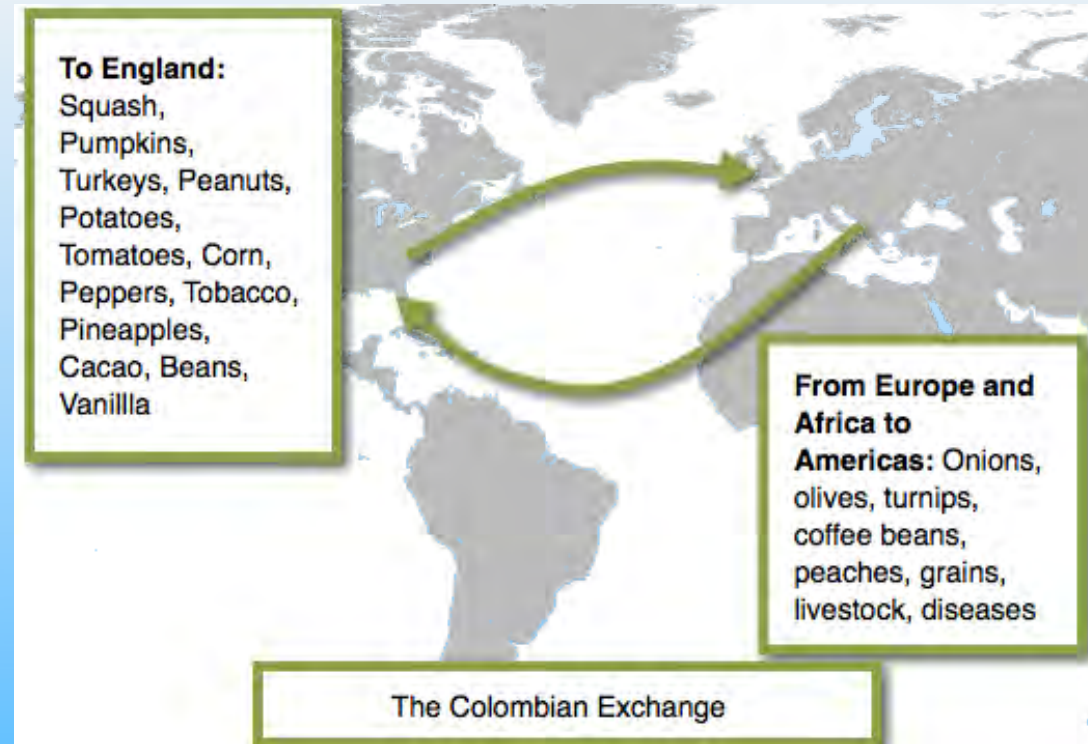 To England:
Squash,
Pumpkins,
Turkeys, Peanuts,
Potatoes,
Tomatoes, Corn,
Peppers, Tobacco,
Pineapples,
Cacao, Beans,
Vanillla
From Europe and
Africa to
Americas: Onions,
olives, turnips,
coffee beans,
peaches, grains,
livestock, diseases
The Colombian Exchange